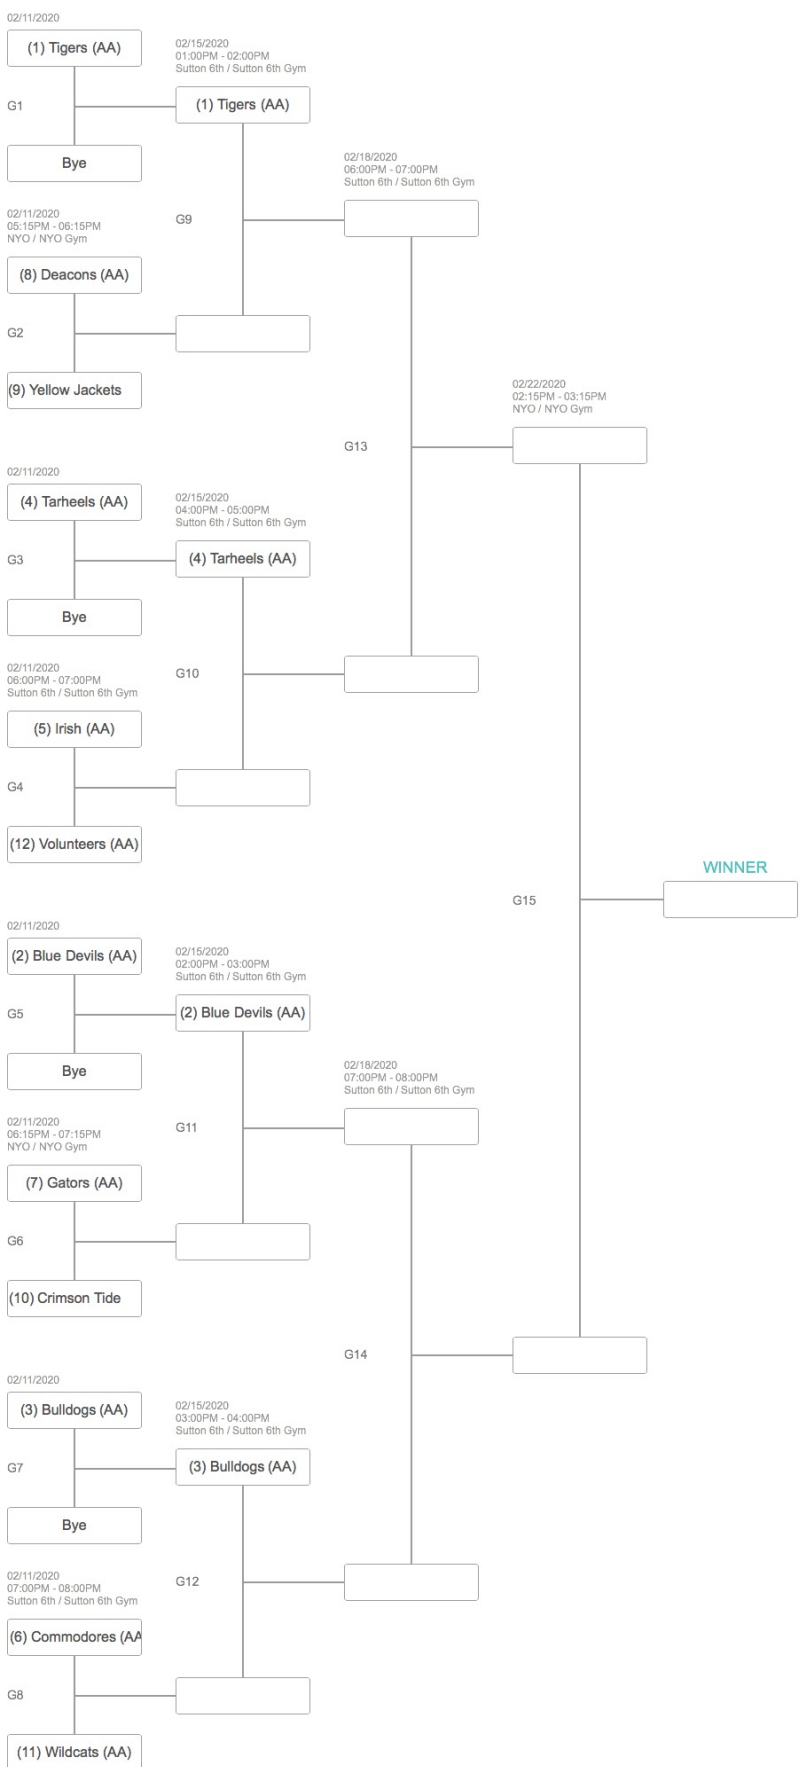 02/11/2020
(1) Tigers (AA)
G1
Bye
02/15/2020
01:00PM - 02:00PM
Sutton 6th / Sutton 6th Gym
(1) Tigers (AA)
G9
02/11/2020
05:15PM - 06:15PM
NYO / NYO Gym
(8) Deacons (AA)
G2
(9) Yellow Jackets
02/18/2020
06:00PM - 07:00PM
Sutton 6th / Sutton 6th Gym
G13
02/11/2020
(4) Tarheels (AA)
G3
Bye
02/15/2020
04:00PM - 05:00PM
Sutton 6th / Sutton 6th Gym
(4) Tarheels (AA)
G10
02/11/2020
06:00PM - 07:00PM
Sutton 6th / Sutton 6th Gym
(5) Irish (AA)
G4
(12) Volunteers (AA)
02/22/2020
02:15PM - 03:15PM
NYO / NYO Gym
G15
WINNER
02/11/2020
(2) Blue Devils (AA)
G5
Bye
02/15/2020
02:00PM - 03:00PM
Sutton 6th / Sutton 6th Gym
(2) Blue Devils (AA)
G11
02/11/2020
06:15PM - 07:15PM
NYO / NYO Gym
(7) Gators (AA)
G6
(10) Crimson Tide
02/18/2020
07:00PM - 08:00PM
Sutton 6th / Sutton 6th Gym
G14
02/11/2020
(3) Bulldogs (AA)
G7
Bye
02/15/2020
03:00PM - 04:00PM
Sutton 6th / Sutton 6th Gym
(3) Bulldogs (AA)
G12
02/11/2020
07:00PM - 08:00PM
Sutton 6th / Sutton 6th Gym
(6) Commodores (AA
G8
(11) Wildcats (AA)